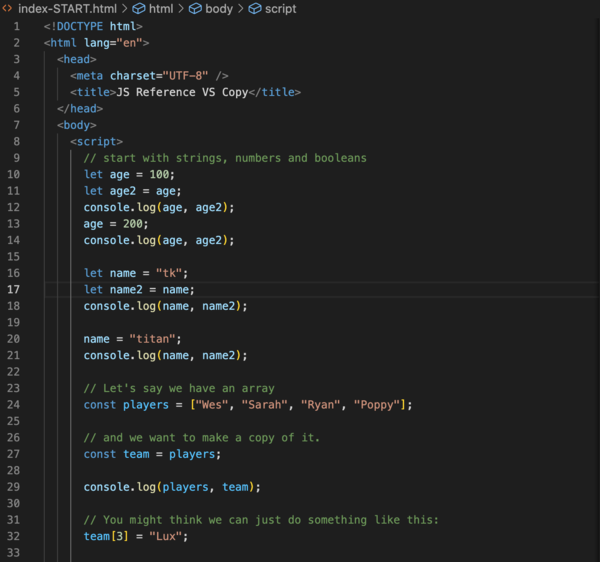 index-START.html > html > body > script
1 <!DOCTYPE html>
2 <html lang="en">
3 <head>
4 <meta charset="UTF-8" />
5 <title>JS Reference VS Copy</title>
6 </head>
7 <body>
8 <script>
9 // start with strings, numbers and booleans
10 let age = 100;
11 let age2 = age;
12 console.log(age, age2);
13 age = 200;
14 console.log(age, age2);
15
16 let name = "tk";
17 let name2 = name;
18 console.log(name, name2);
19
20 name = "titan";
21 console.log(name, name2);
22
23 // Let's say we have an array
24 const players = ["Wes", "Sarah", "Ryan", "Poppy"];
25
26 // and we want to make a copy of it.
27 const team = players;
28
29 console.log(players, team);
30
31 // You might think we can just do something like this:
32 team[3] = "Lux";
33